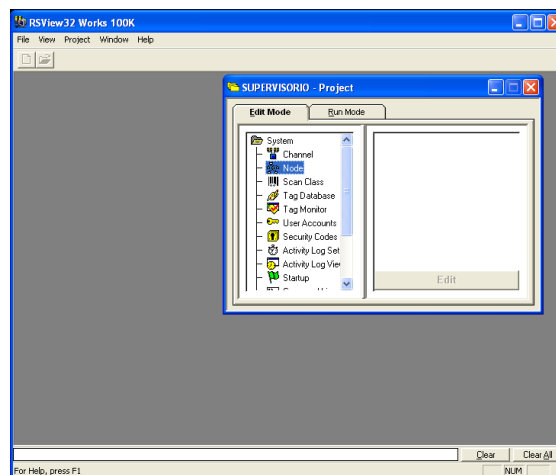 RSView32 Works 100K
File View Project Window Help
SUPERVISORIO - Project
Edit Mode Run Mode
System
Channel
Node
Scan Class
Tag Database
Tag Monitor
User Accounts
Security Codes
Activity Log Set
Activity Log Vie
Startup
Edit
Clear Clear All
For Help, press F1
NUM